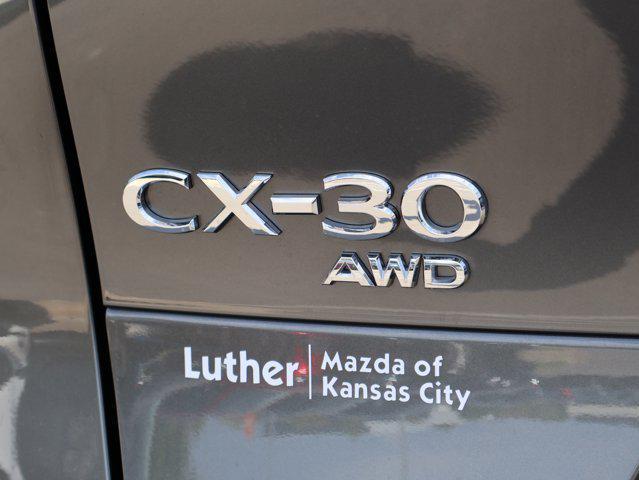 CX-30
AWD
Luther
Mazda of
Kansas City